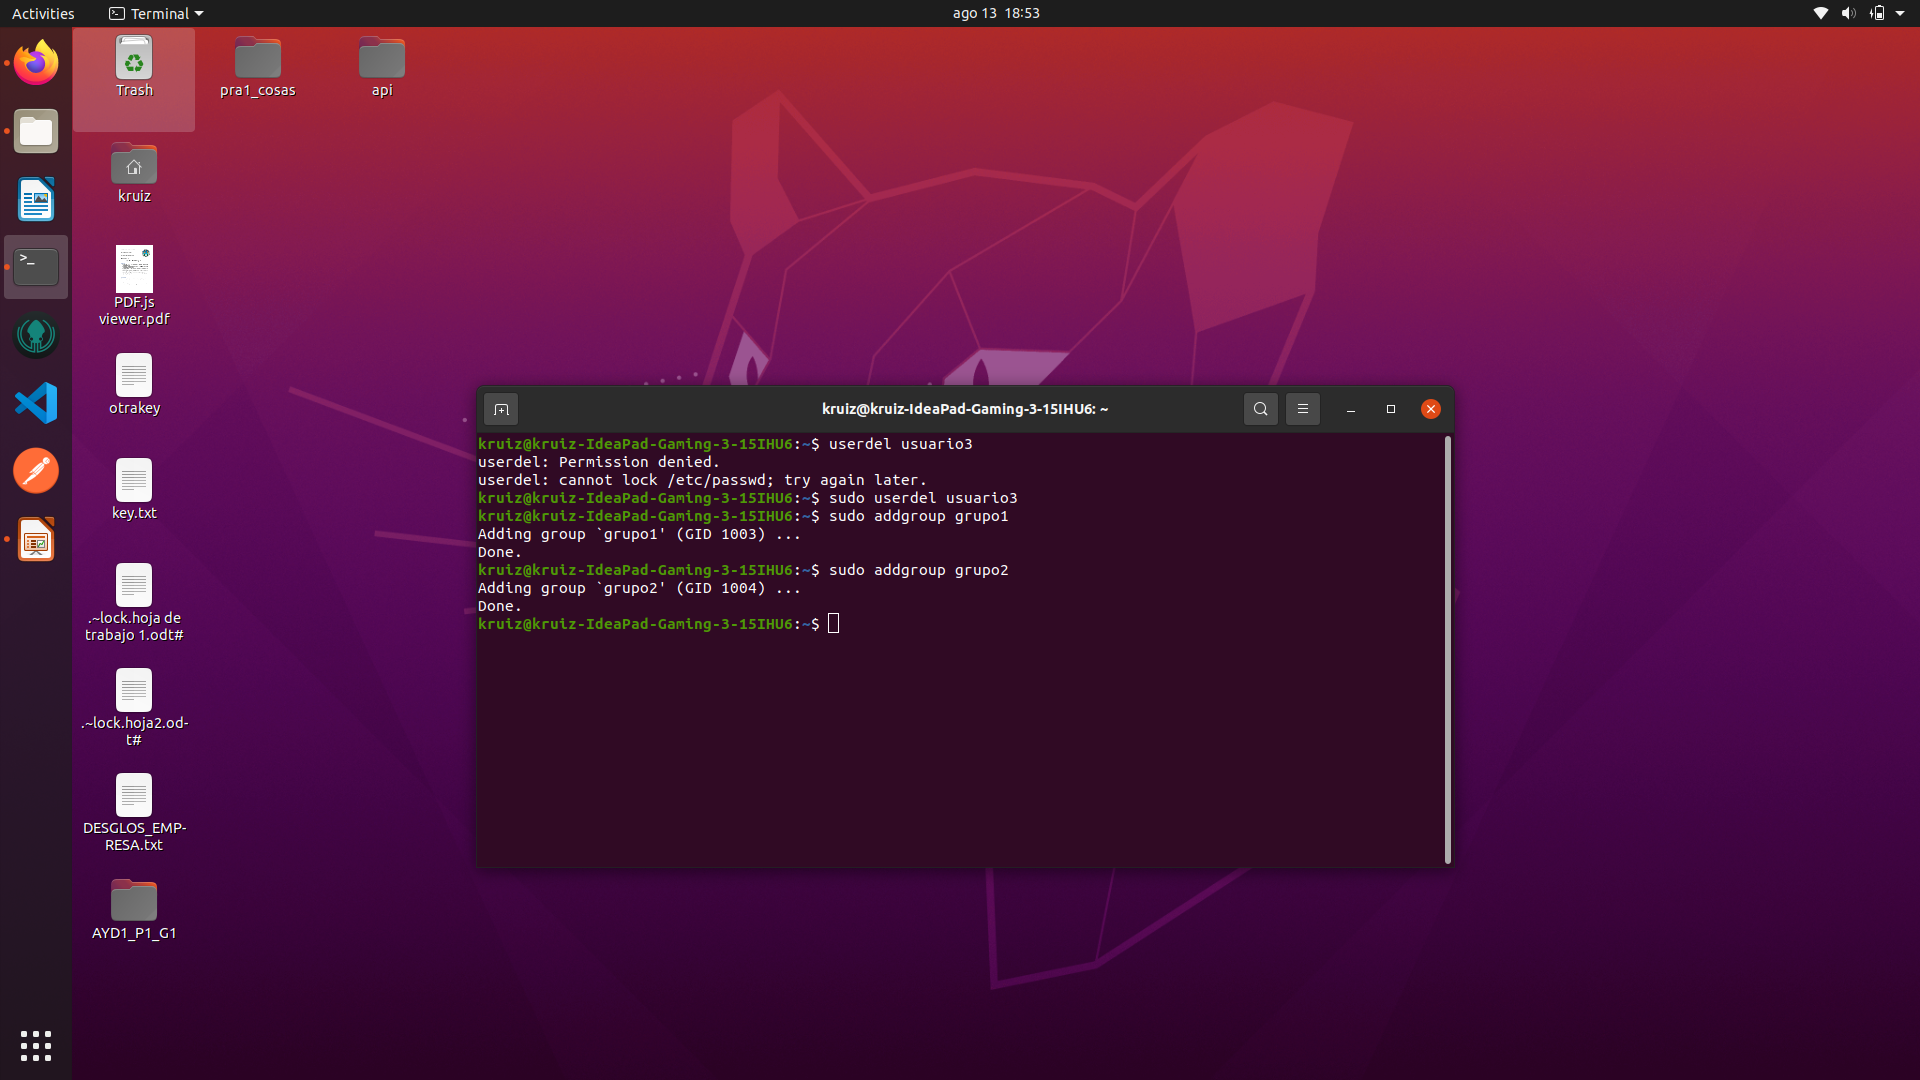 Activities
Terminal
ago 13 18:53
Trash
pra1_cosas
api
kruiz
PDF.js
viewer.pdf
otrakey
key.txt
.~lock.hoja de
trabajo 1.odt#
.~lock.hoja2.od-
t#
DESGLOS_EMP-
RESA.txt
AYD1_P1_G1
kruiz@kruiz-IdeaPad-Gaming-3-15IHU6: ~
kruiz@kruiz-IdeaPad-Gaming-3-15IHU6:~$ userdel usuario3
userdel: Permission denied.
userdel: cannot lock /etc/passwd; try again later.
kruiz@kruiz-IdeaPad-Gaming-3-15IHU6:~$ sudo userdel usuario3
kruiz@kruiz-IdeaPad-Gaming-3-15IHU6:~$ sudo addgroup grupo1
Adding group `grupo1' (GID 1003) ...
Done.
kruiz@kruiz-IdeaPad-Gaming-3-15IHU6:~$ sudo addgroup grupo2
Adding group `grupo2' (GID 1004) ...
Done.
kruiz@kruiz-IdeaPad-Gaming-3-15IHU6:~$